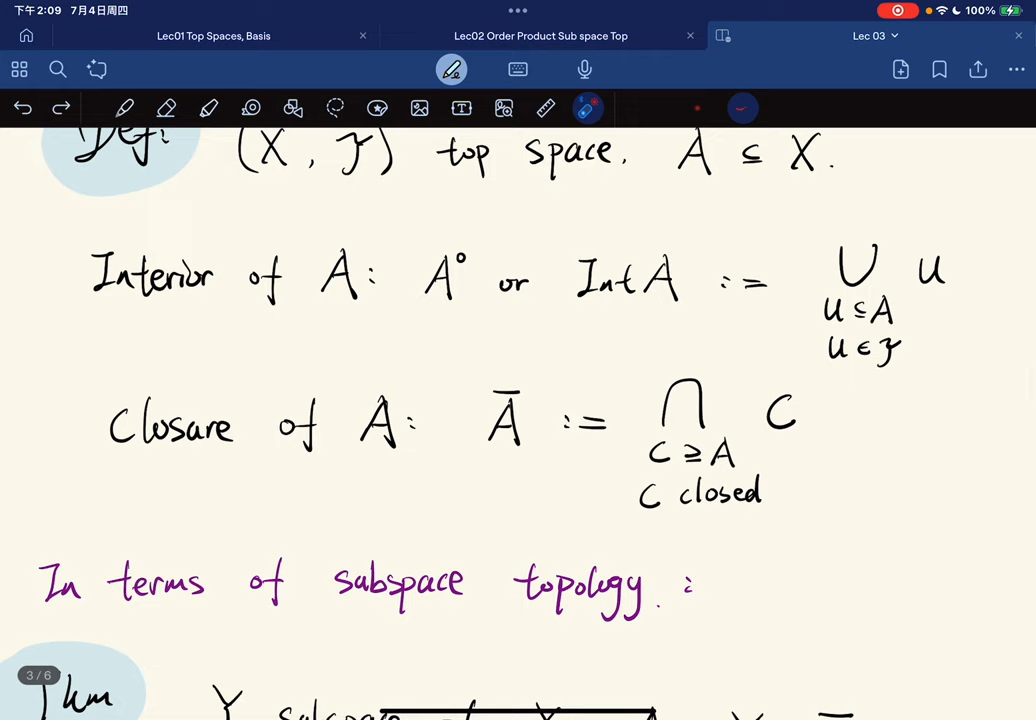 下午2:09 7月4日周四
100%
Lec01 Top Spaces, Basis
Lec02 Order Product Sub space Top
Lec 03
Def: (X, 𝒯) top space. A ⊆ X.
Interior of A: A° or Int A := ∪ U
U ⊆ A
U ∈ 𝒯
Closure of A: Ā := ∩ C
C ⊇ A
C closed
In terms of subspace topology :
3/6
Thm Y subspace